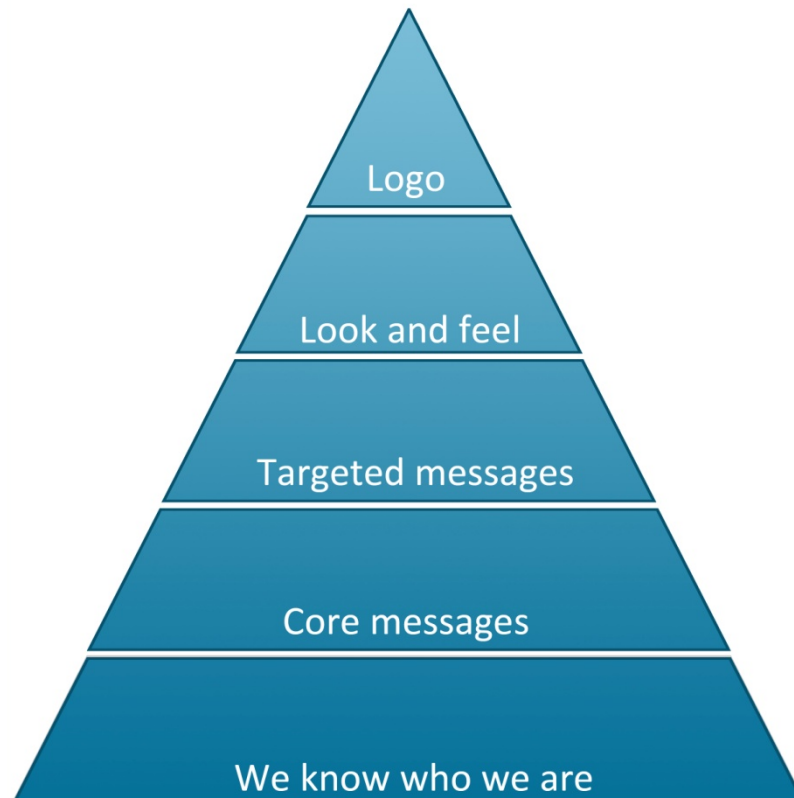 Logo
Look and feel
Targeted messages
Core messages
We know who we are